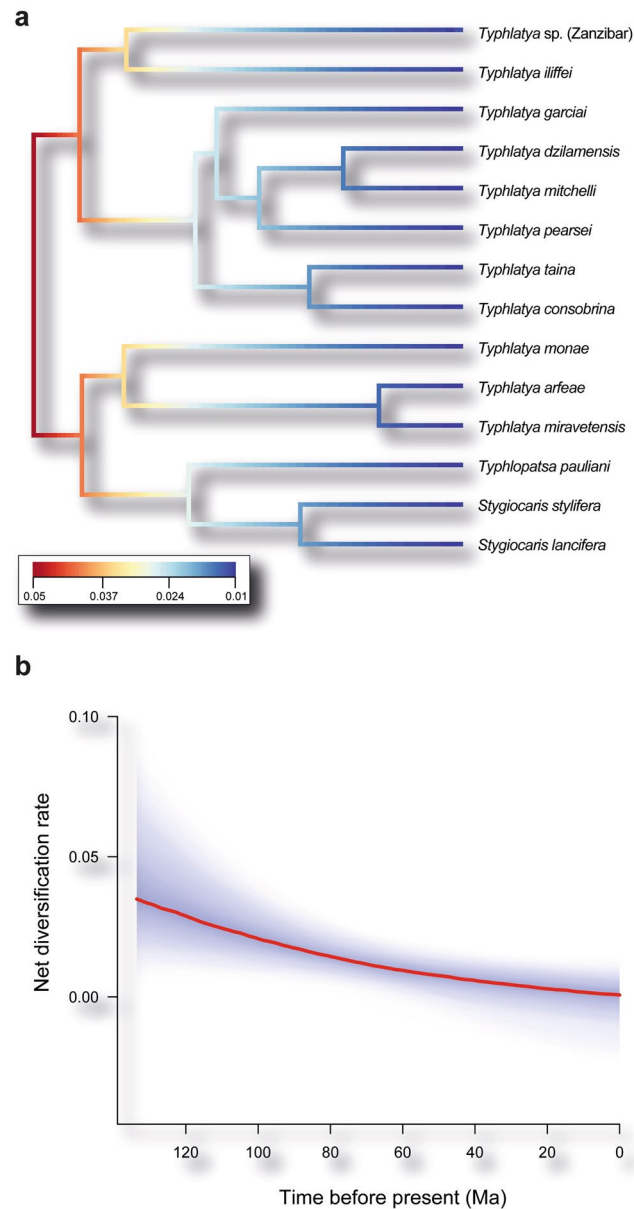 a
Typhlatya sp. (Zanzibar)
Typhlatya iliffei
Typhlatya garciai
Typhlatya dzilamensis
Typhlatya mitchelli
Typhlatya pearsei
Typhlatya taina
Typhlatya consobrina
Typhlatya monae
Typhlatya arfeae
Typhlatya miravetensis
Typhlopatsa pauliani
Stygiocaris stylifera
Stygiocaris lancifera
0.05 0.037 0.024 0.01
b
0.10
0.05
0.00
Net diversification rate
120 100 80 60 40 20 0
Time before present (Ma)